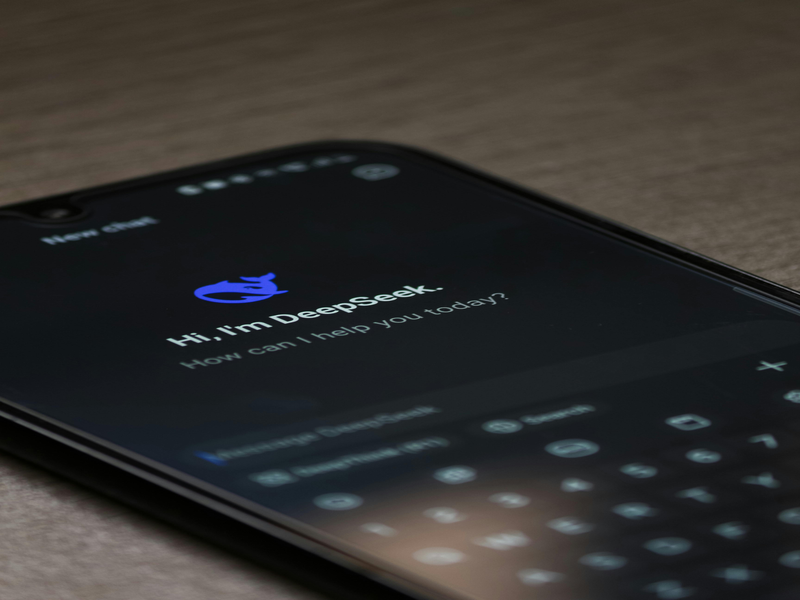 New chat
Hi, I'm DeepSeek.
How can I help you today?
Message DeepSeek
DeepThink (R1)
Search